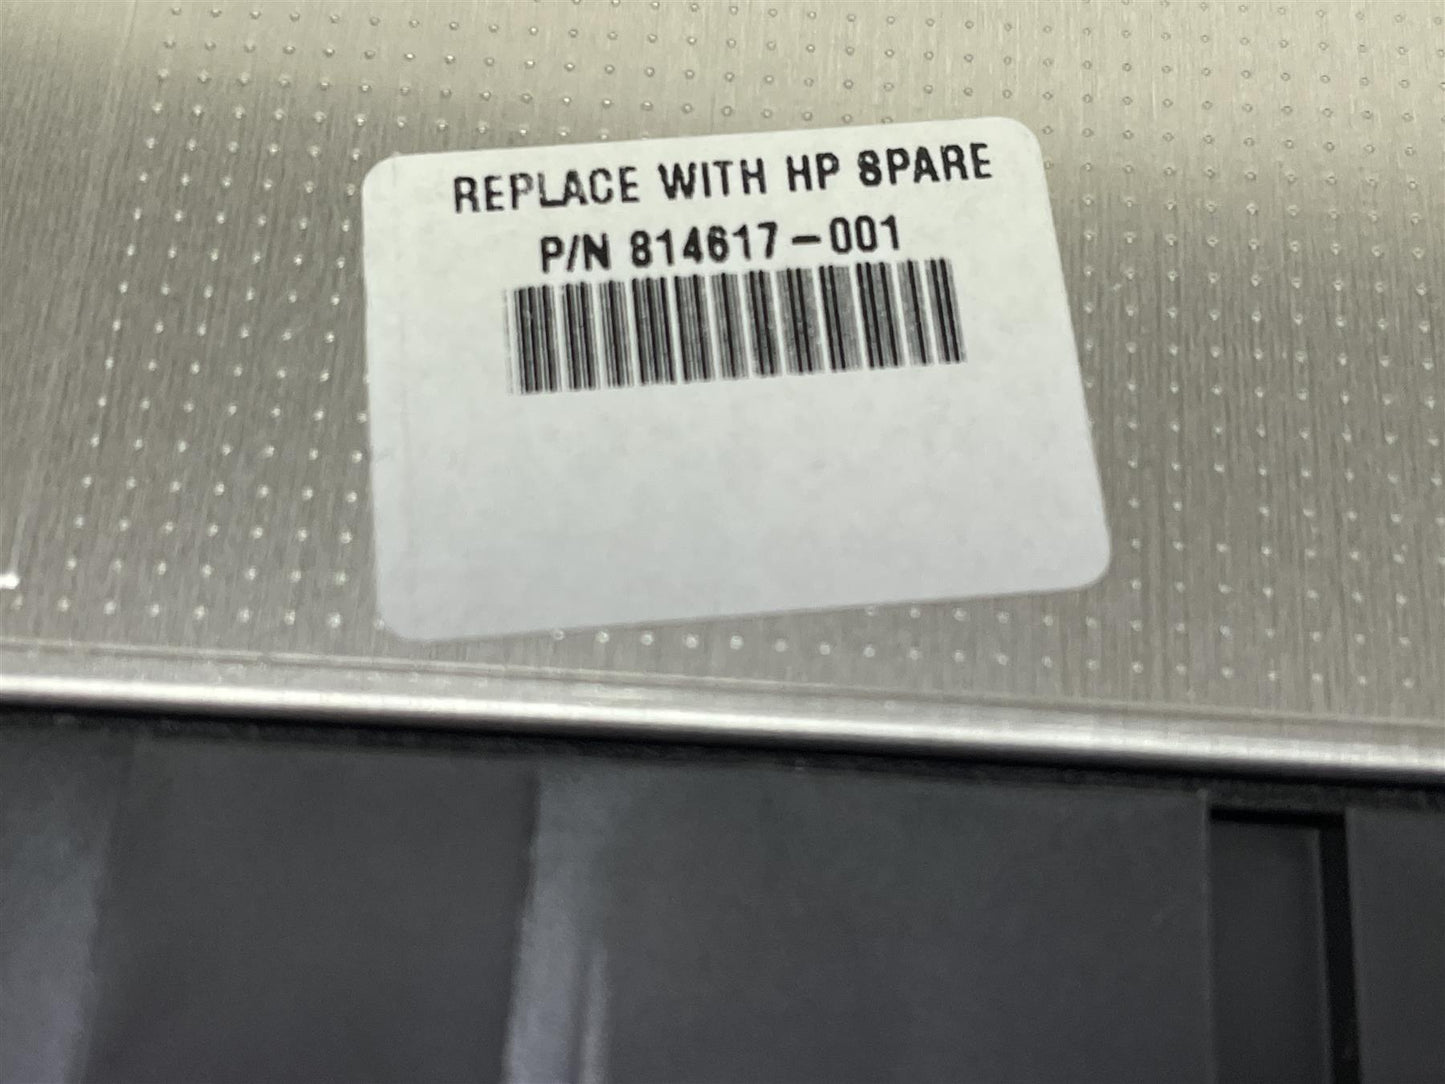 REPLACE WITH HP SPARE
P/N 814617-001